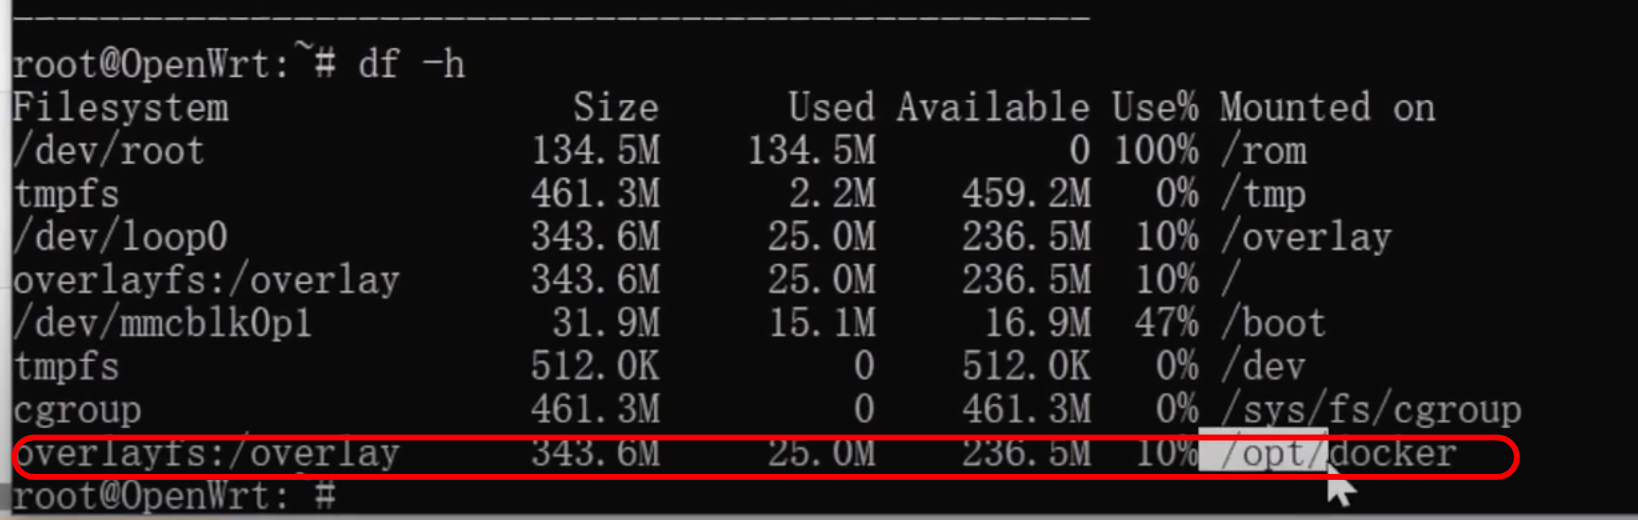 --------------------------------------------------
root@OpenWrt:~# df -h
Filesystem Size Used Available Use% Mounted on
/dev/root 134.5M 134.5M 0 100% /rom
tmpfs 461.3M 2.2M 459.2M 0% /tmp
/dev/loop0 343.6M 25.0M 236.5M 10% /overlay
overlayfs:/overlay 343.6M 25.0M 236.5M 10% /
/dev/mmcblk0p1 31.9M 15.1M 16.9M 47% /boot
tmpfs 512.0K 0 512.0K 0% /dev
cgroup 461.3M 0 461.3M 0% /sys/fs/cgroup
overlayfs:/overlay 343.6M 25.0M 236.5M 10% /opt/docker
root@OpenWrt:~#